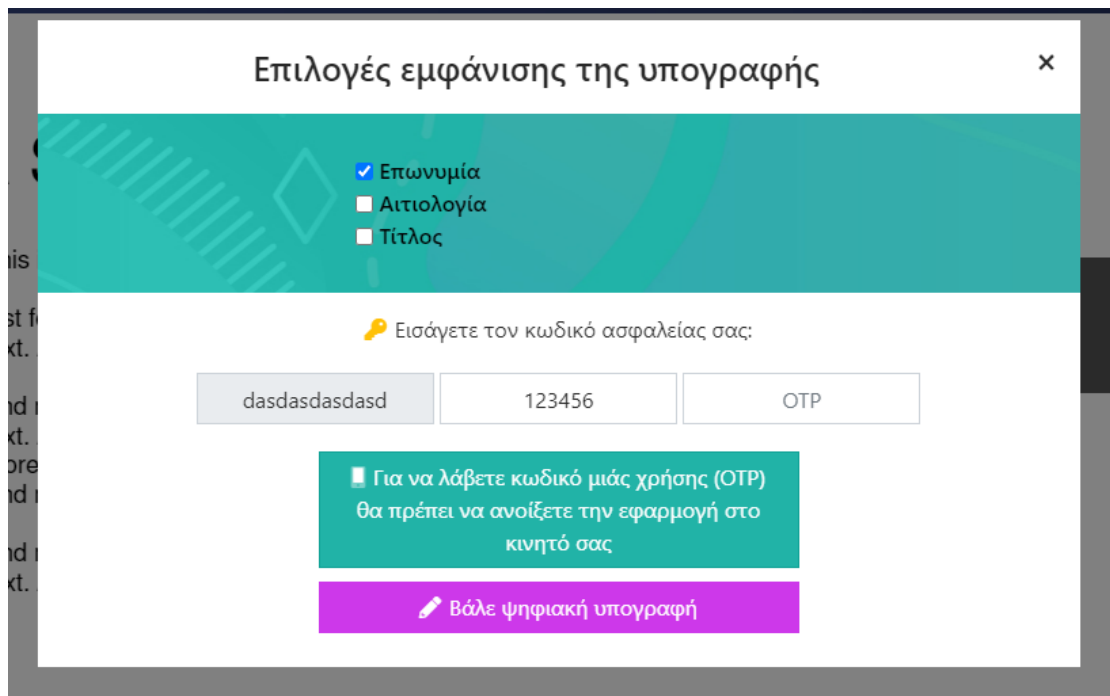 Επιλογές εμφάνισης της υπογραφής
×
Επωνυμία
Αιτιολογία
Τίτλος
Εισάγετε τον κωδικό ασφαλείας σας:
dasdasdasdasd 123456 OTP
Για να λάβετε κωδικό μιάς χρήσης (OTP)
θα πρέπει να ανοίξετε την εφαρμογή στο
κινητό σας
Βάλε ψηφιακή υπογραφή